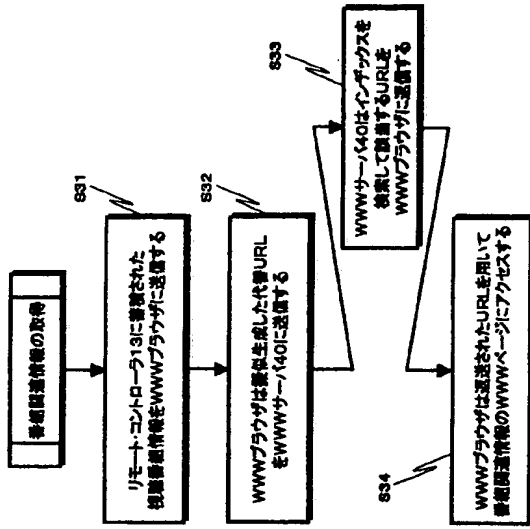 番組関連情報の取得
S31
リモート・コントローラ13に蓄積された
視聴番組情報をWWWブラウザに送信する
S32
WWWブラウザは擬似生成した代替URL
をWWWサーバ40に送信する
S33
WWWサーバ40はインデックスを
検索して該当するURLを
WWWブラウザに送信する
S34
WWWブラウザは返送されたURLを用いて
番組関連情報のWWWページにアクセスする